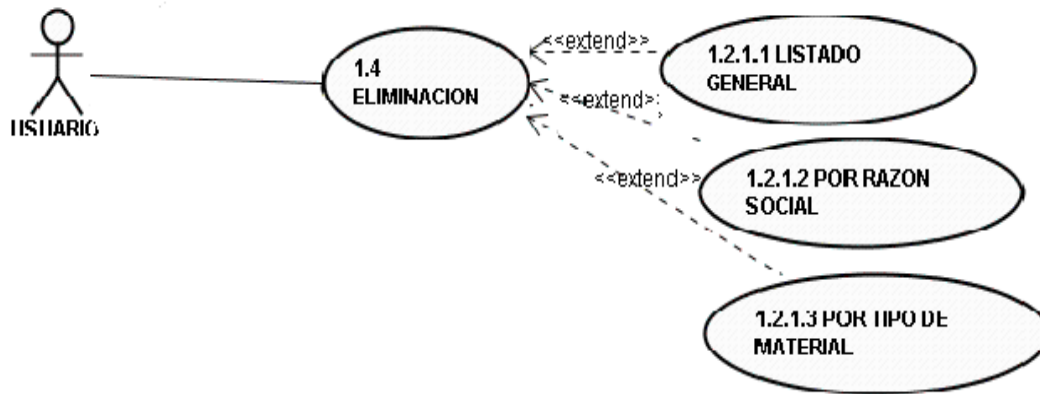 <<extend>>
1.2.1.1 LISTADO
GENERAL
1.4
ELIMINACION
<<extend>
USUARIO
<<extend>>
1.2.1.2 POR RAZON
SOCIAL
1.2.1.3 POR TIPO DE
MATERIAL